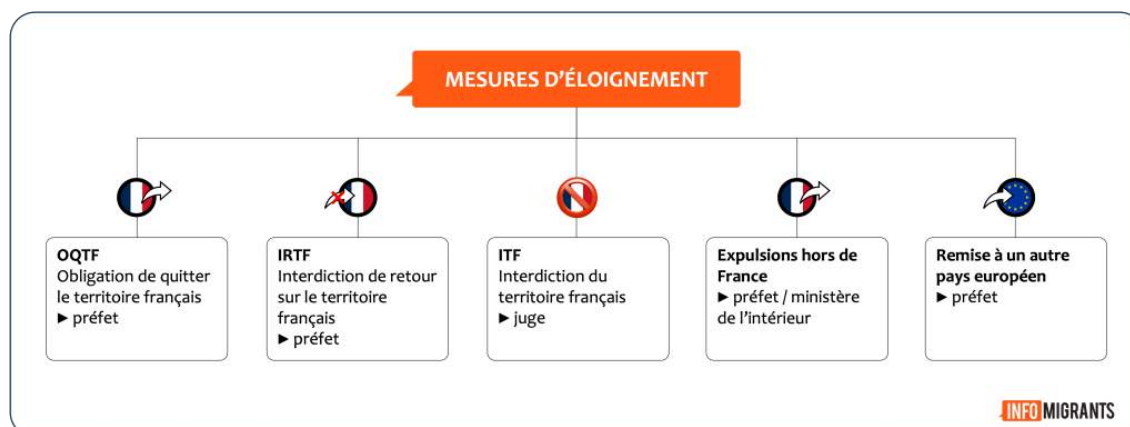 MESURES D'ÉLOIGNEMENT
OQTF
Obligation de quitter
le territoire français
► préfet
IRTF
Interdiction de retour
sur le territoire
français
► préfet
ITF
Interdiction du
territoire français
► juge
Expulsions hors de
France
► préfet / ministère
de l'intérieur
Remise à un autre
pays européen
► préfet
INFO MIGRANTS